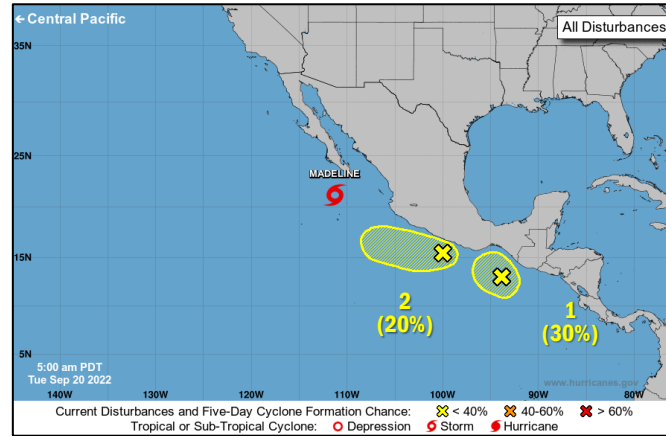 ← Central Pacific
All Disturbances
35N
25N
MADELINE
15N
2
(20%)
1
(30%)
5N
5:00 am PDT
Tue Sep 20 2022
www.hurricanes.gov
140W 130W 120W 110W 100W 90W 80W
Current Disturbances and Five-Day Cyclone Formation Chance: < 40% 40-60% > 60%
Tropical or Sub-Tropical Cyclone: Depression Storm Hurricane